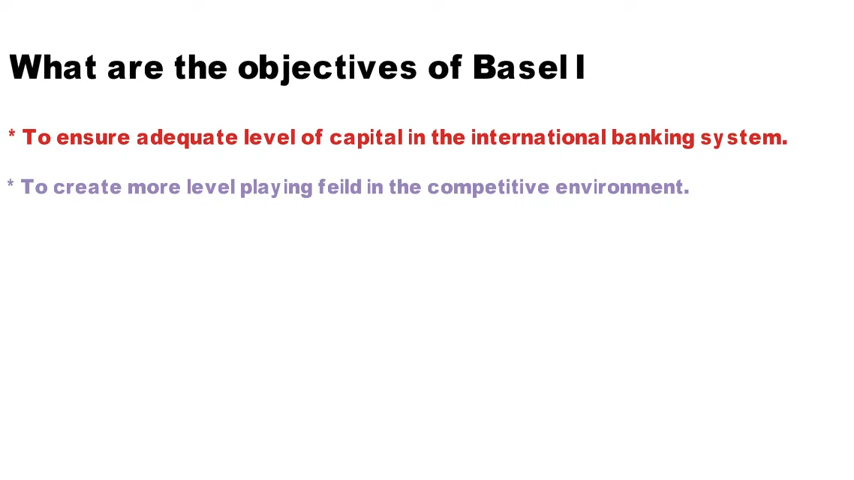 What are the objectives of Basel I
* To ensure adequate level of capital in the international banking system.
* To create more level playing feild in the competitive environment.